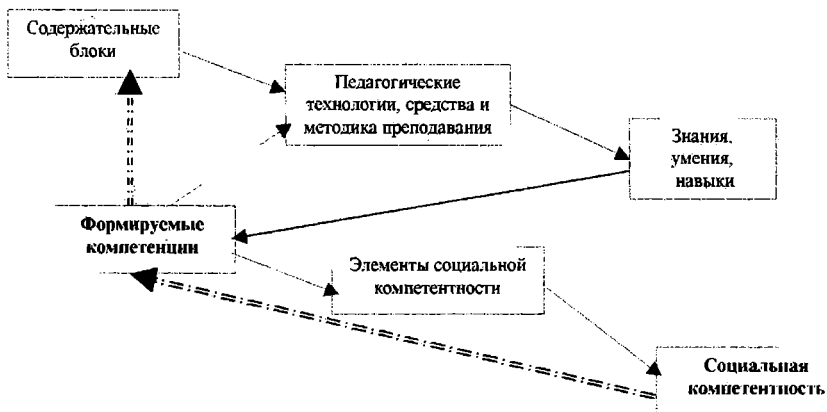 Содержательные
блоки
Педагогические
технологии, средства и
методика преподавания
Знания,
умения,
навыки
Формируемые
компетенции
Элементы социальной
компетентности
Социальная
компетентность